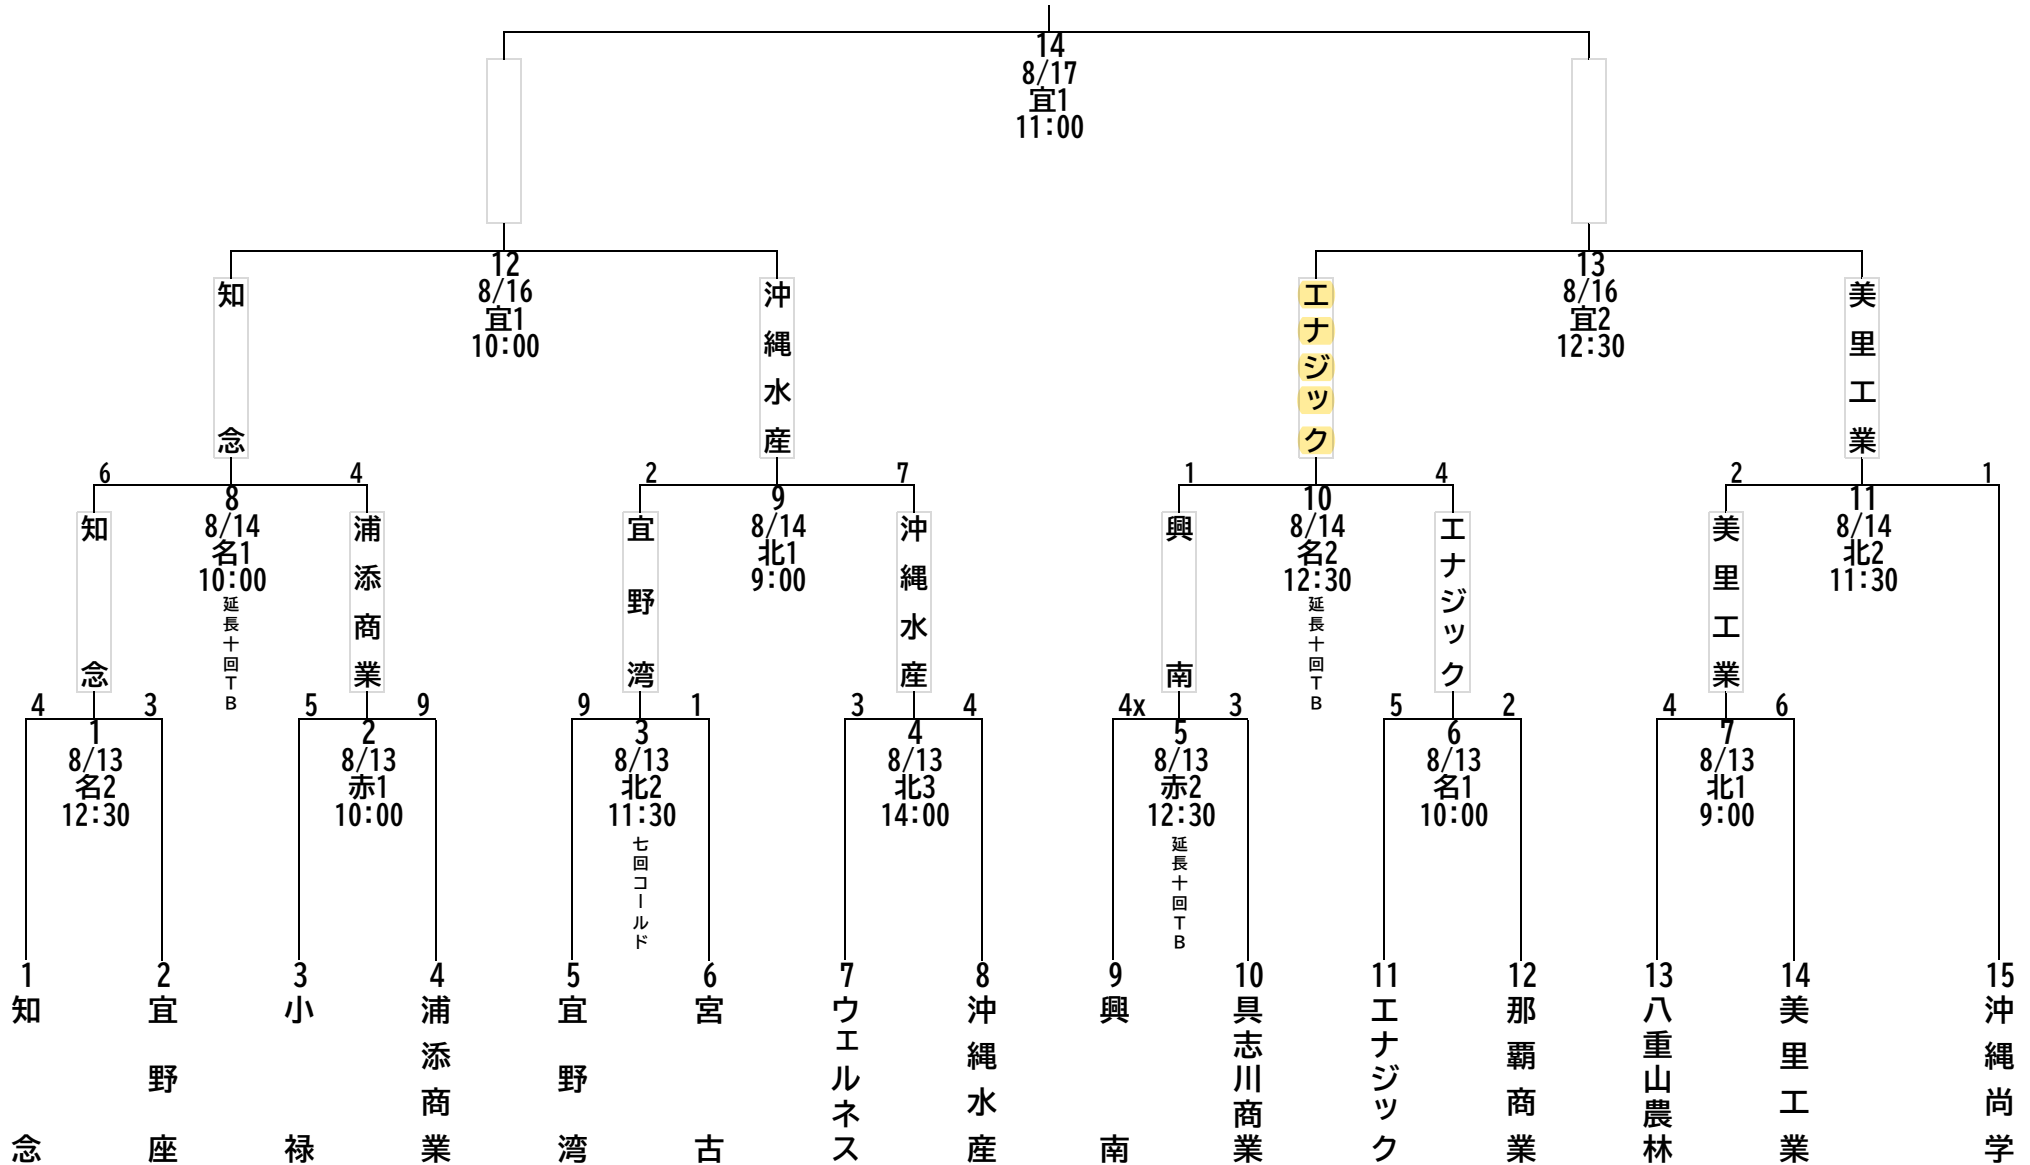 14
8/17
宜1
11:00
12
8/16
宜1
10:00
13
8/16
宜2
12:30
知念
沖縄水産
エナジック
美里工業
6
4
8
8/14
名1
10:00
延長十回TB
2
7
9
8/14
北1
9:00
1
4
10
8/14
名2
12:30
延長十回TB
2
1
11
8/14
北2
11:30
知念
浦添商業
宜野湾
沖縄水産
興南
エナジック
美里工業
4
3
1
8/13
名2
12:30
5
9
2
8/13
赤1
10:00
9
1
3
8/13
北2
11:30
七回コールド
3
4
4
8/13
北3
14:00
4x
3
5
8/13
赤2
12:30
延長十回TB
5
2
6
8/13
名1
10:00
4
6
7
8/13
北1
9:00
1
知念
2
宜野座
3
小禄
4
浦添商業
5
宜野湾
6
宮古
7
ウエルネス
8
沖縄水産
9
興南
10
具志川商業
11
エナジック
12
那覇商業
13
八重山農林
14
美里工業
15
沖縄尚学